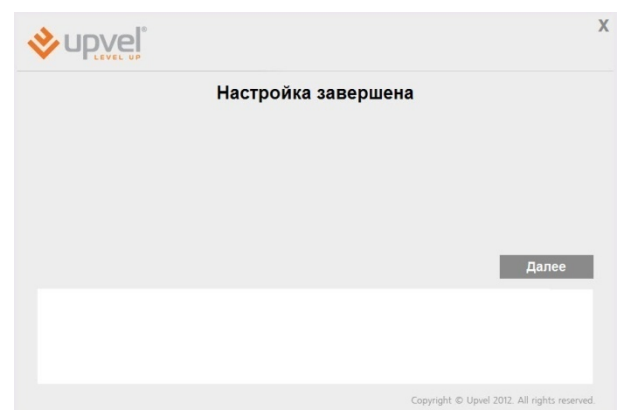 X
upvel®
LEVEL UP
Настройка завершена
Далее
Copyright © Upvel 2012. All rights reserved.